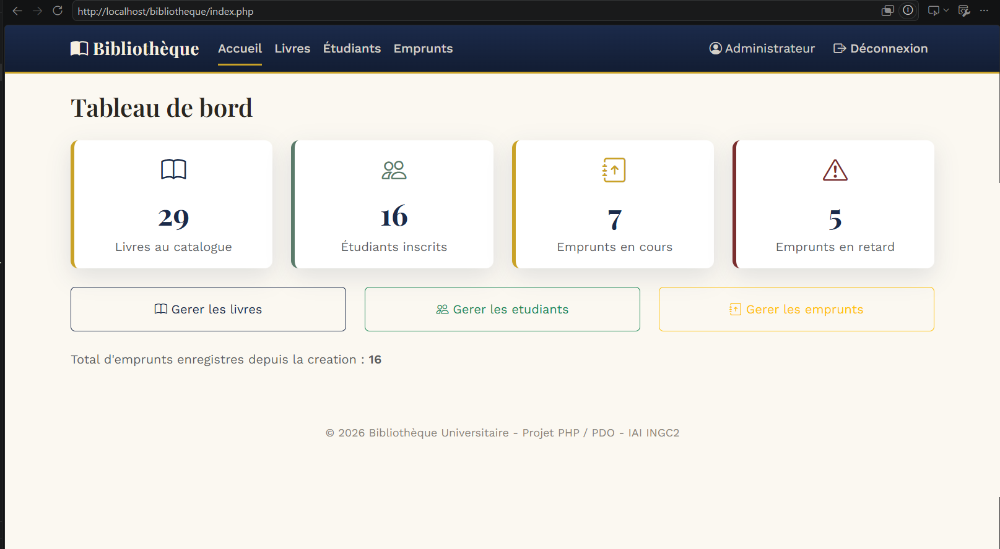 http://localhost/bibliotheque/index.php
Bibliothèque Accueil Livres Étudiants Emprunts Administrateur Déconnexion
Tableau de bord
29 16 7 5
Livres au catalogue Étudiants inscrits Emprunts en cours Emprunts en retard
Gerer les livres Gerer les etudiants Gerer les emprunts
Total d'emprunts enregistres depuis la creation : 16
© 2026 Bibliothèque Universitaire - Projet PHP / PDO - IAI INGC2